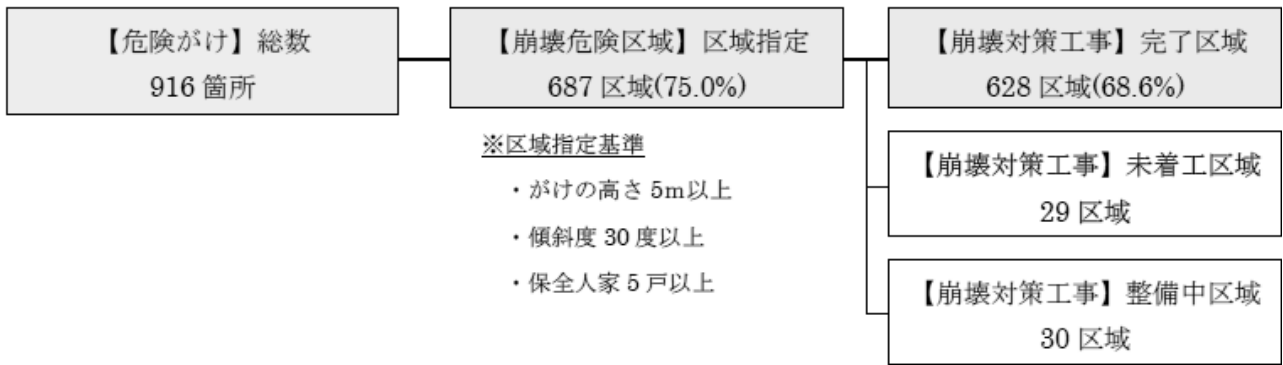 【危険がけ】総数
916 箇所
【崩壊危険区域】区域指定
687 区域(75.0%)
※区域指定基準
・がけの高さ 5m以上
・傾斜度 30 度以上
・保全人家 5 戸以上
【崩壊対策工事】完了区域
628 区域(68.6%)
【崩壊対策工事】未着工区域
29 区域
【崩壊対策工事】整備中区域
30 区域